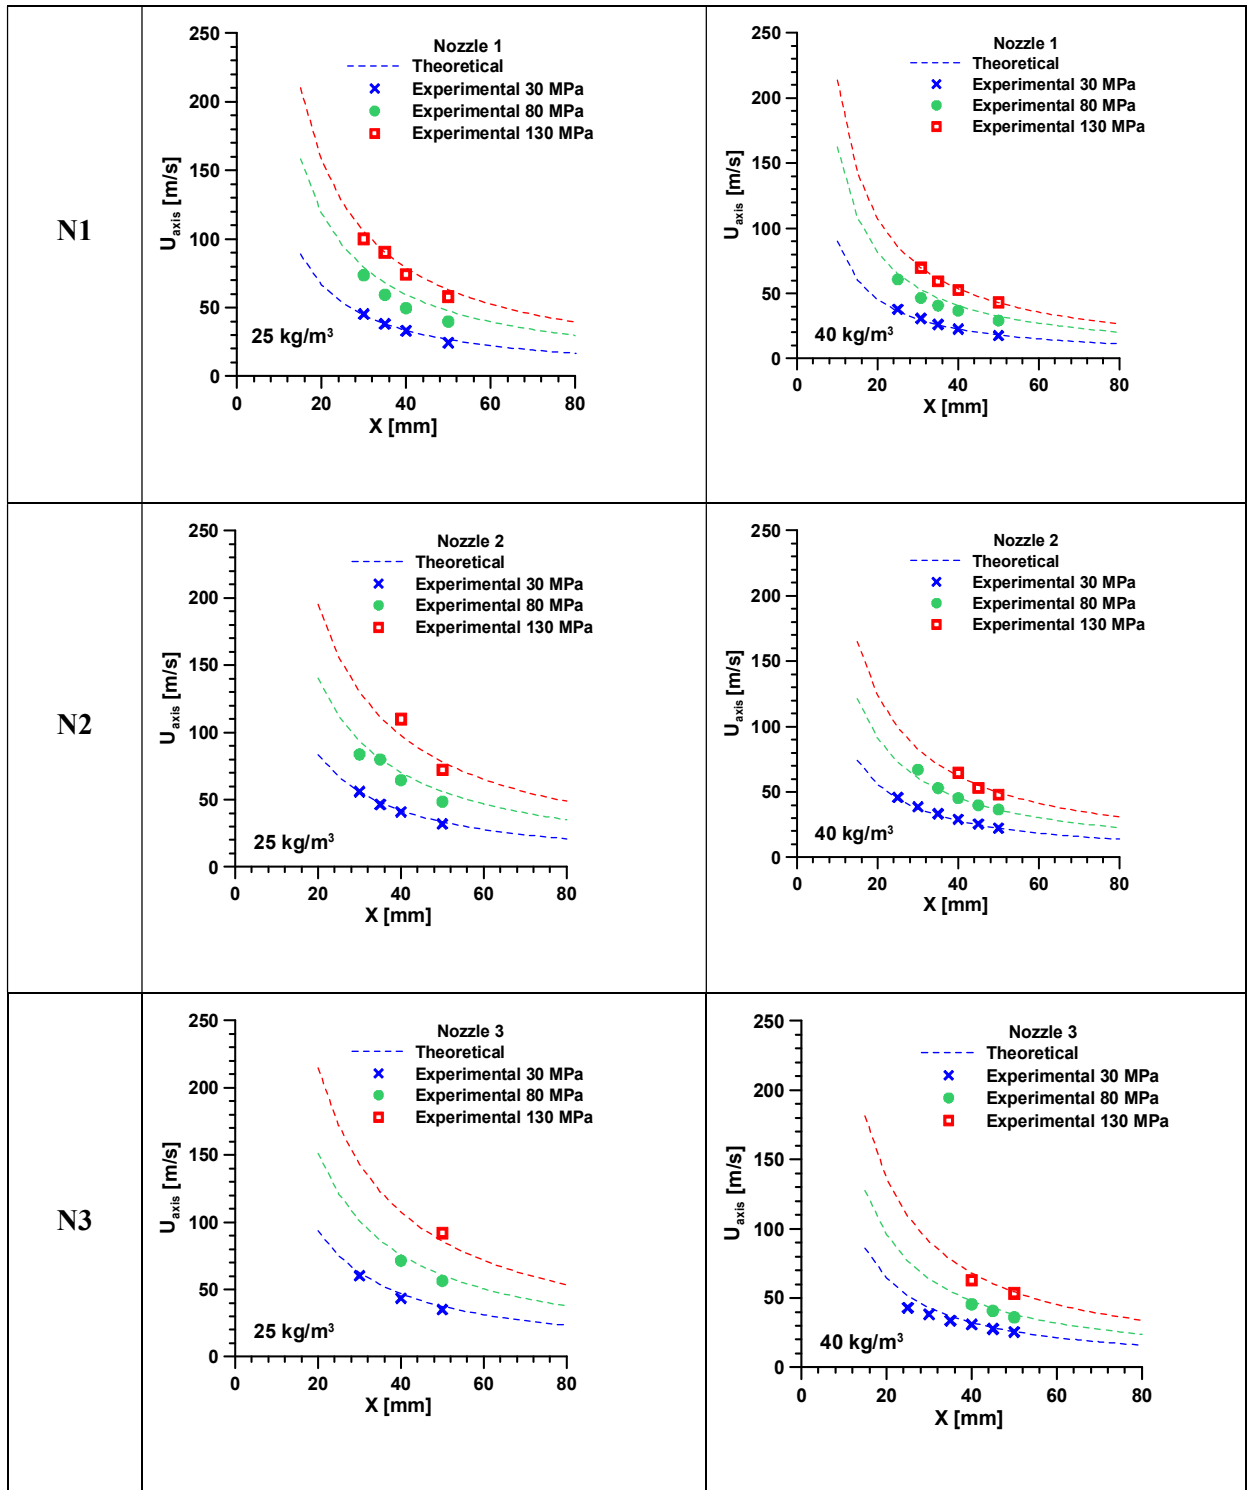 N1
Nozzle 1
Theoretical
Experimental 30 MPa
Experimental 80 MPa
Experimental 130 MPa
250
200
150
100
50
0
U_axis [m/s]
25 kg/m³
0 20 40 60 80
X [mm]
Nozzle 1
Theoretical
Experimental 30 MPa
Experimental 80 MPa
Experimental 130 MPa
250
200
150
100
50
0
U_axis [m/s]
40 kg/m³
0 20 40 60 80
X [mm]
N2
Nozzle 2
Theoretical
Experimental 30 MPa
Experimental 80 MPa
Experimental 130 MPa
250
200
150
100
50
0
U_axis [m/s]
25 kg/m³
0 20 40 60 80
X [mm]
Nozzle 2
Theoretical
Experimental 30 MPa
Experimental 80 MPa
Experimental 130 MPa
250
200
150
100
50
0
U_axis [m/s]
40 kg/m³
0 20 40 60 80
X [mm]
N3
Nozzle 3
Theoretical
Experimental 30 MPa
Experimental 80 MPa
Experimental 130 MPa
250
200
150
100
50
0
U_axis [m/s]
25 kg/m³
0 20 40 60 80
X [mm]
Nozzle 3
Theoretical
Experimental 30 MPa
Experimental 80 MPa
Experimental 130 MPa
250
200
150
100
50
0
U_axis [m/s]
40 kg/m³
0 20 40 60 80
X [mm]